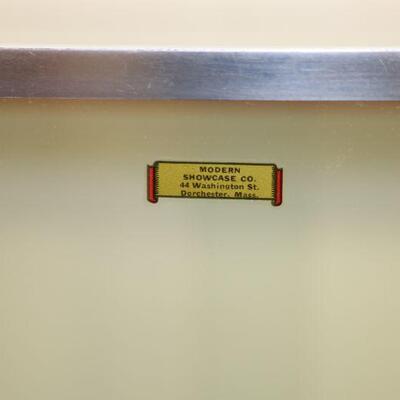 MODERN
SHOWCASE CO.
44 Washington St.
Dorchester, Mass.